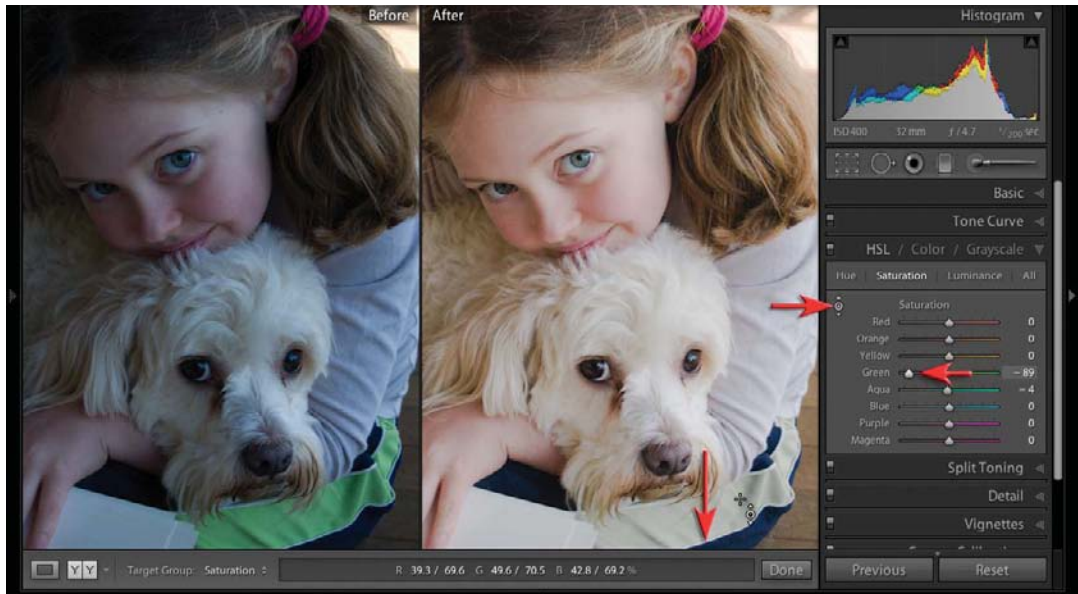 Before
After
Histogram
ISO 400 32 mm ƒ / 4.7 1/200 sec
Basic
Tone Curve
HSL / Color / Grayscale
Hue Saturation Luminance All
Saturation
Red 0
Orange 0
Yellow 0
Green – 89
Aqua – 4
Blue 0
Purple 0
Magenta 0
Split Toning
Detail
Vignettes
Y Y Target Group: Saturation R 39.3 / 69.6 G 49.6 / 70.5 B 42.8 / 69.2 % Done
Previous Reset